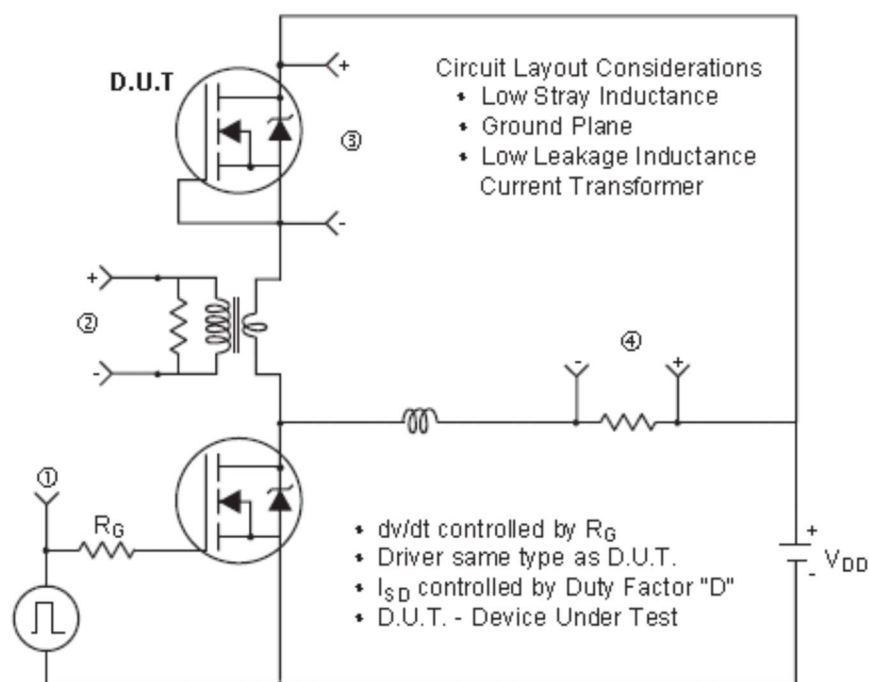 D.U.T
+
③
-
Circuit Layout Considerations
• Low Stray Inductance
• Ground Plane
• Low Leakage Inductance
Current Transformer
+
②
-
④
-
+
①
RG
• dv/dt controlled by RG
• Driver same type as D.U.T.
• ISD controlled by Duty Factor "D"
• D.U.T. - Device Under Test
+
-
VDD